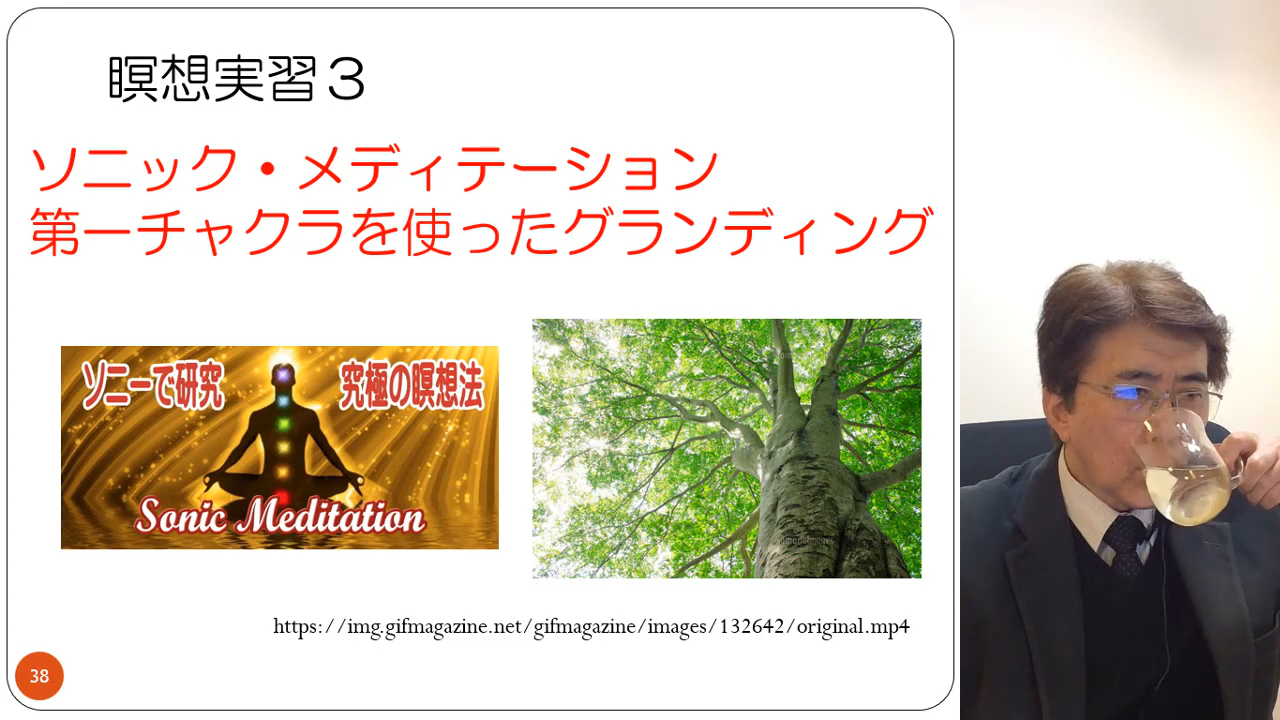 瞑想実習３
ソニック・メディテーション
第一チャクラを使ったグランディング
ソニーで研究
究極の瞑想法
Sonic Meditation
https://img.gifmagazine.net/gifmagazine/images/132642/original.mp4
38